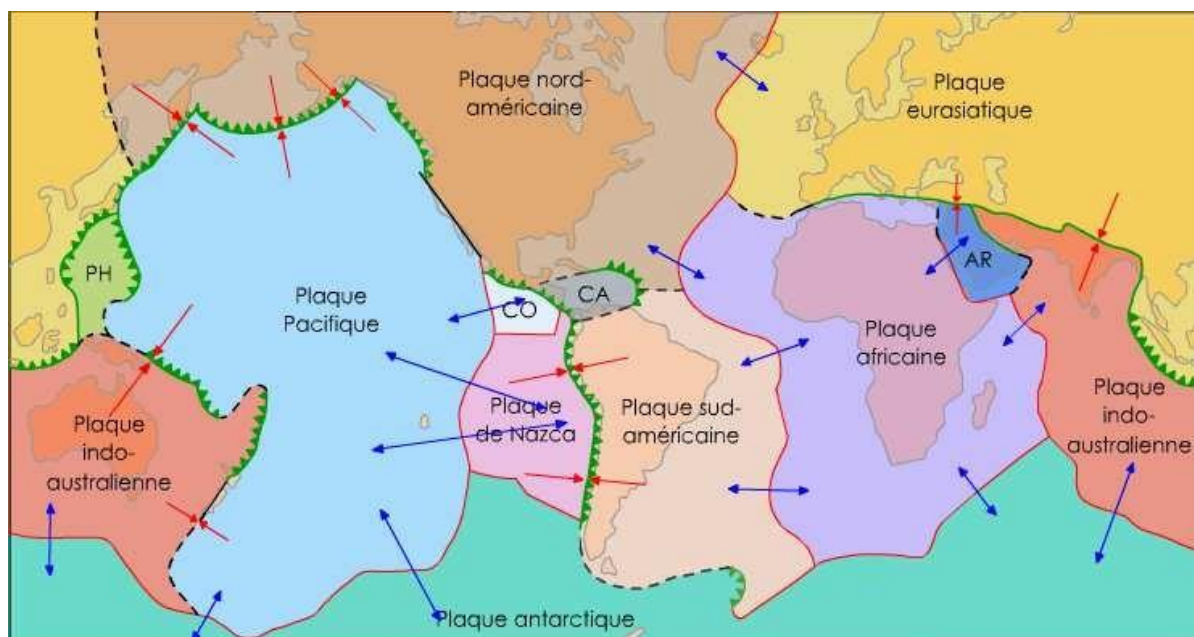 Plaque nord-
américaine
Plaque
eurasiatique
PH
Plaque
Pacifique
CO
CA
AR
Plaque
africaine
Plaque
indo-
australienne
Plaque
de Nazca
Plaque sud-
américaine
Plaque
indo-
australienne
Plaque antarctique